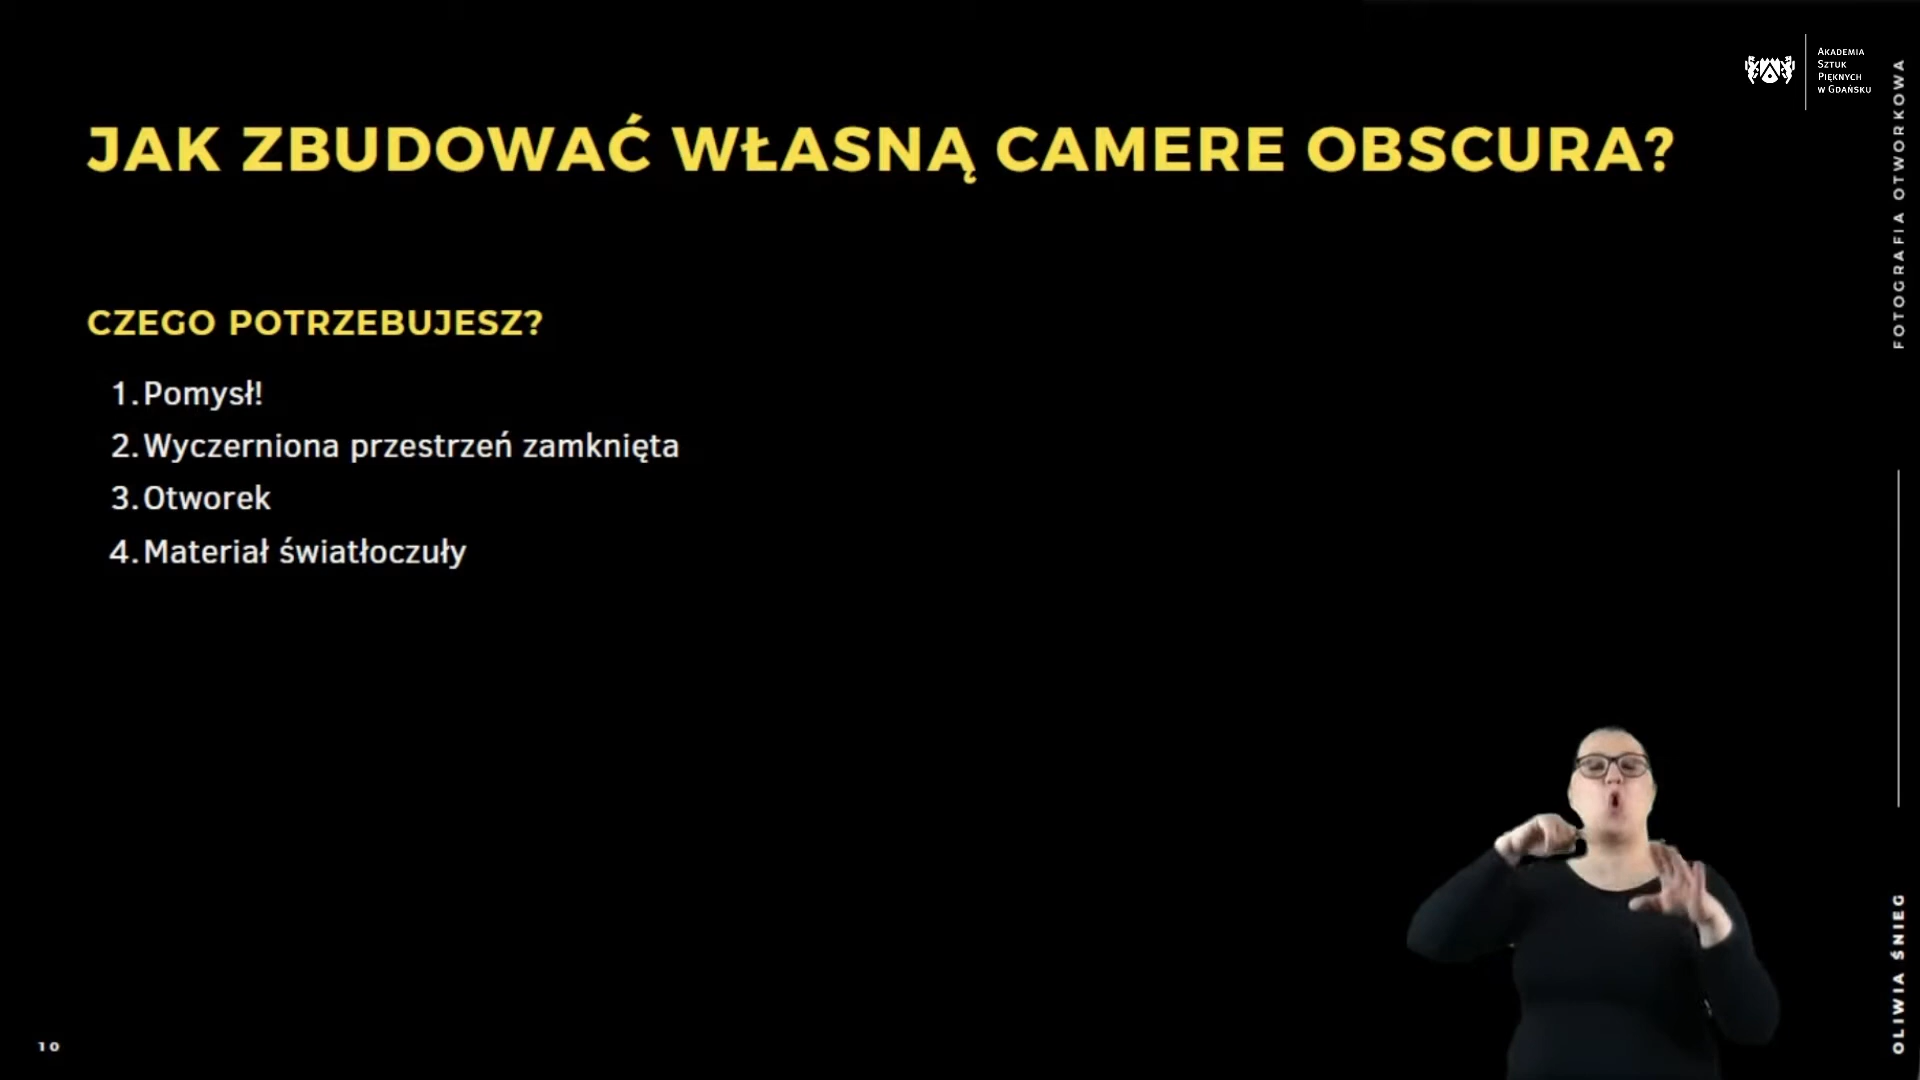 AKADEMIA
SZTUK
PIĘKNYCH
W GDAŃSKU
JAK ZBUDOWAĆ WŁASNĄ CAMERE OBSCURA?
CZEGO POTRZEBUJESZ?
1. Pomysł!
2. Wyczerniona przestrzeń zamknięta
3. Otworek
4. Materiał światłoczuły
FOTOGRAFIA OTWORKOWA
OLIWIA ŚNIEG
10